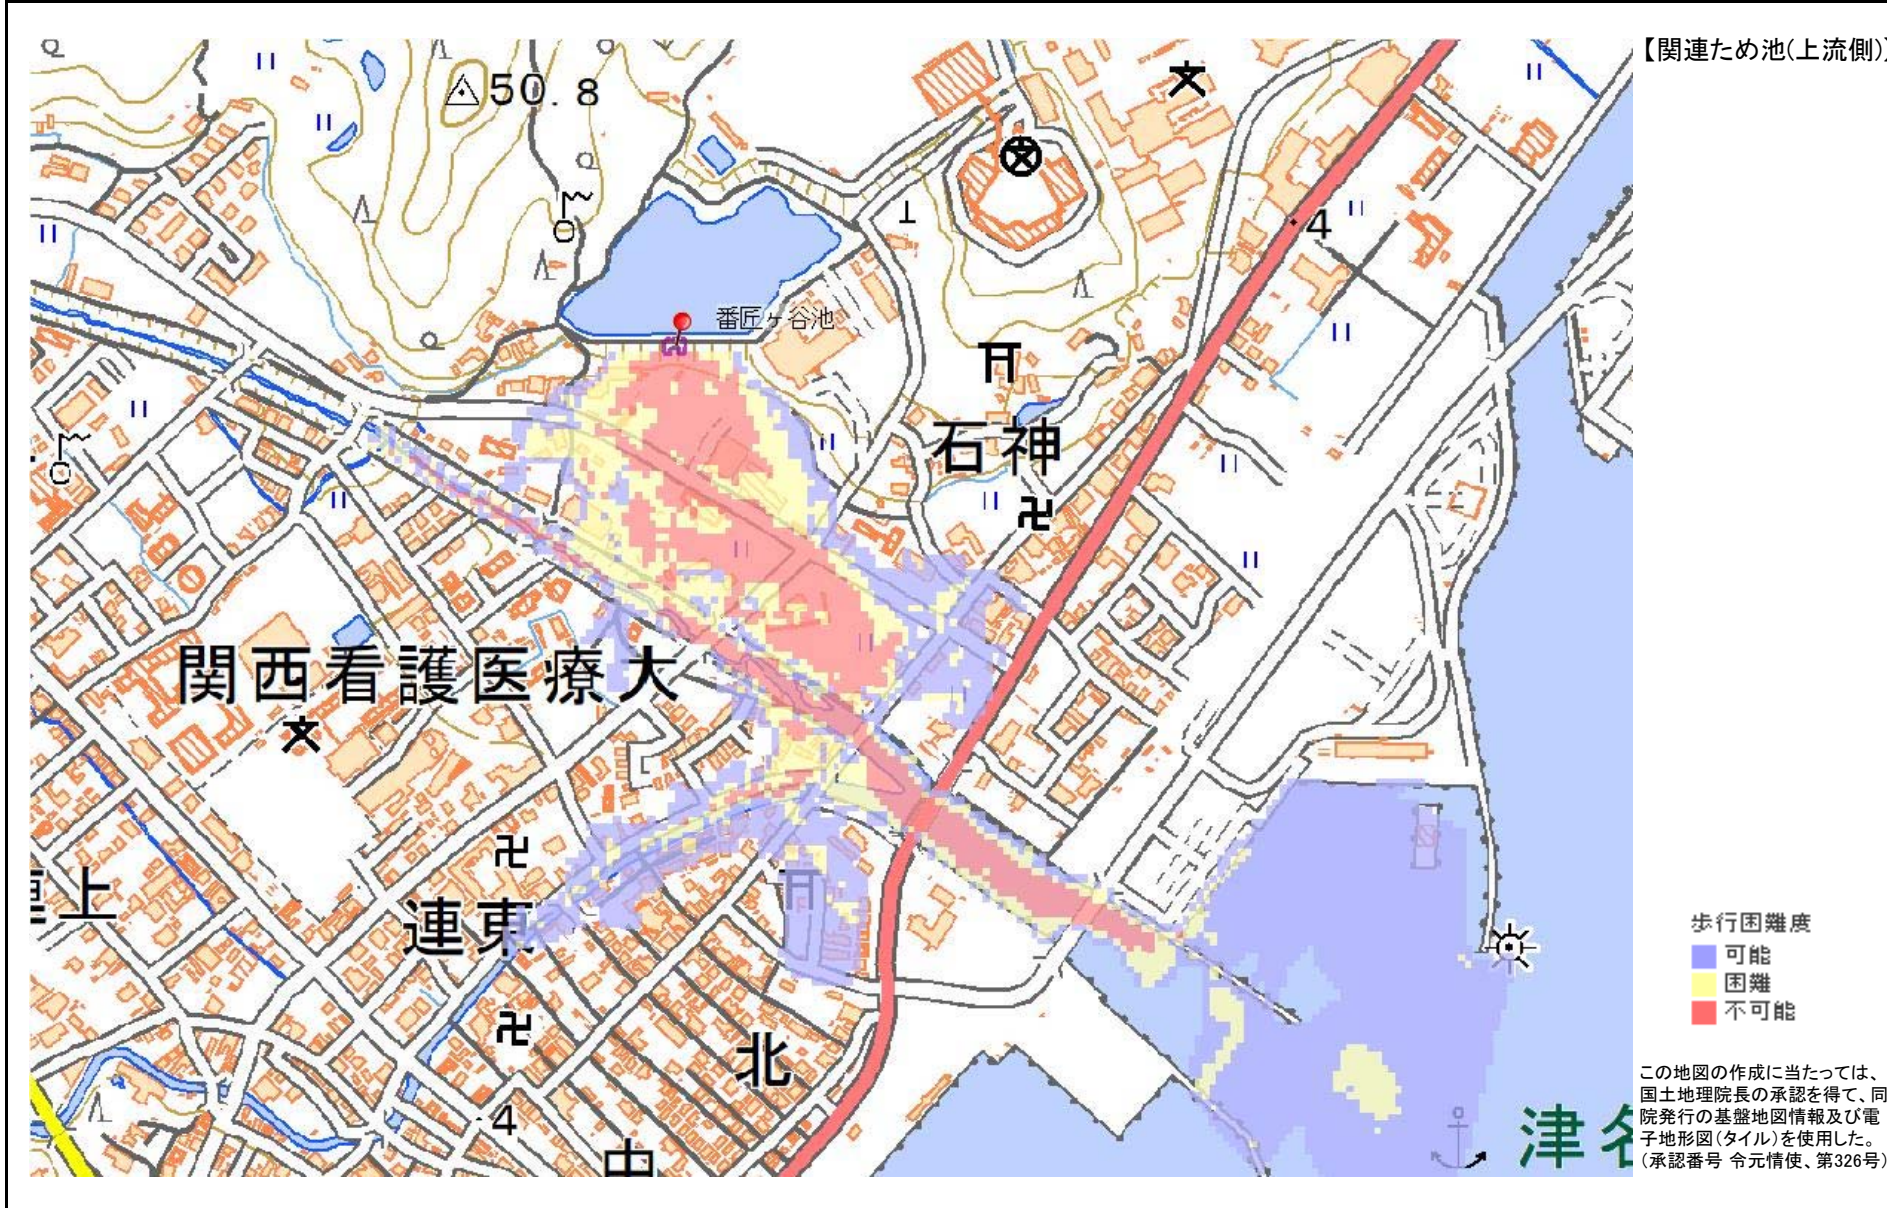 【関連ため池(上流側)】
50.8
4
番匠ヶ谷池
石神
関西看護医療大
上
連東
北
4
中
津名
歩行困難度
可能
困難
不可能
この地図の作成に当たっては、
国土地理院長の承認を得て、同
院発行の基盤地図情報及び電
子地形図(タイル)を使用した。
(承認番号 令元情使、第326号)